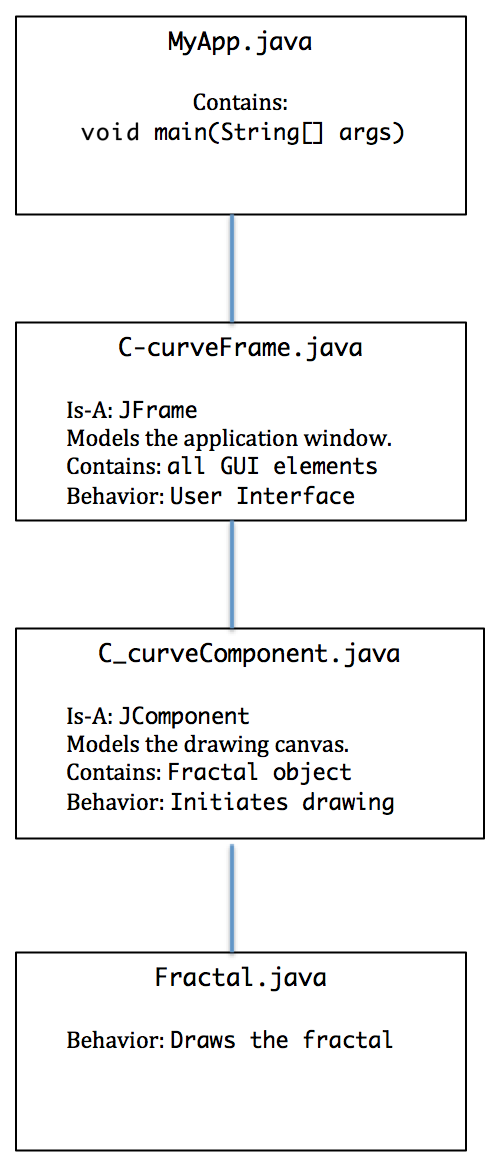 MyApp.java
Contains:
void main(String[] args)
C-curveFrame.java
Is-A: JFrame
Models the application window.
Contains: all GUI elements
Behavior: User Interface
C_curveComponent.java
Is-A: JComponent
Models the drawing canvas.
Contains: Fractal object
Behavior: Initiates drawing
Fractal.java
Behavior: Draws the fractal